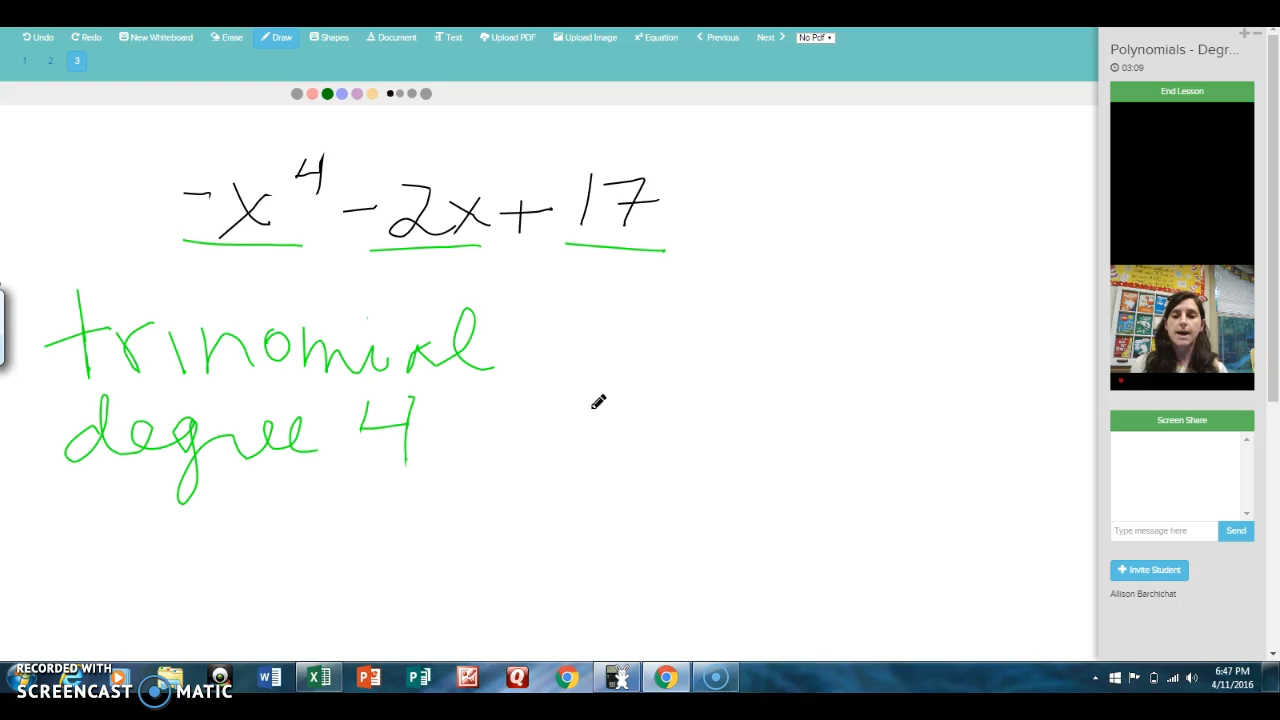 Undo Redo New Whiteboard Erase Draw Shapes Document Text Upload PDF Upload Image x² Equation Previous Next No Pdf
1 2 3
Polynomials - Degr...
03:09
End Lesson
-x⁴ - 2x + 17
trinomial
degree 4
Screen Share
Type message here Send
Invite Student
Allison Barchichat
RECORDED WITH
SCREENCAST MATIC
6:47 PM
4/11/2016